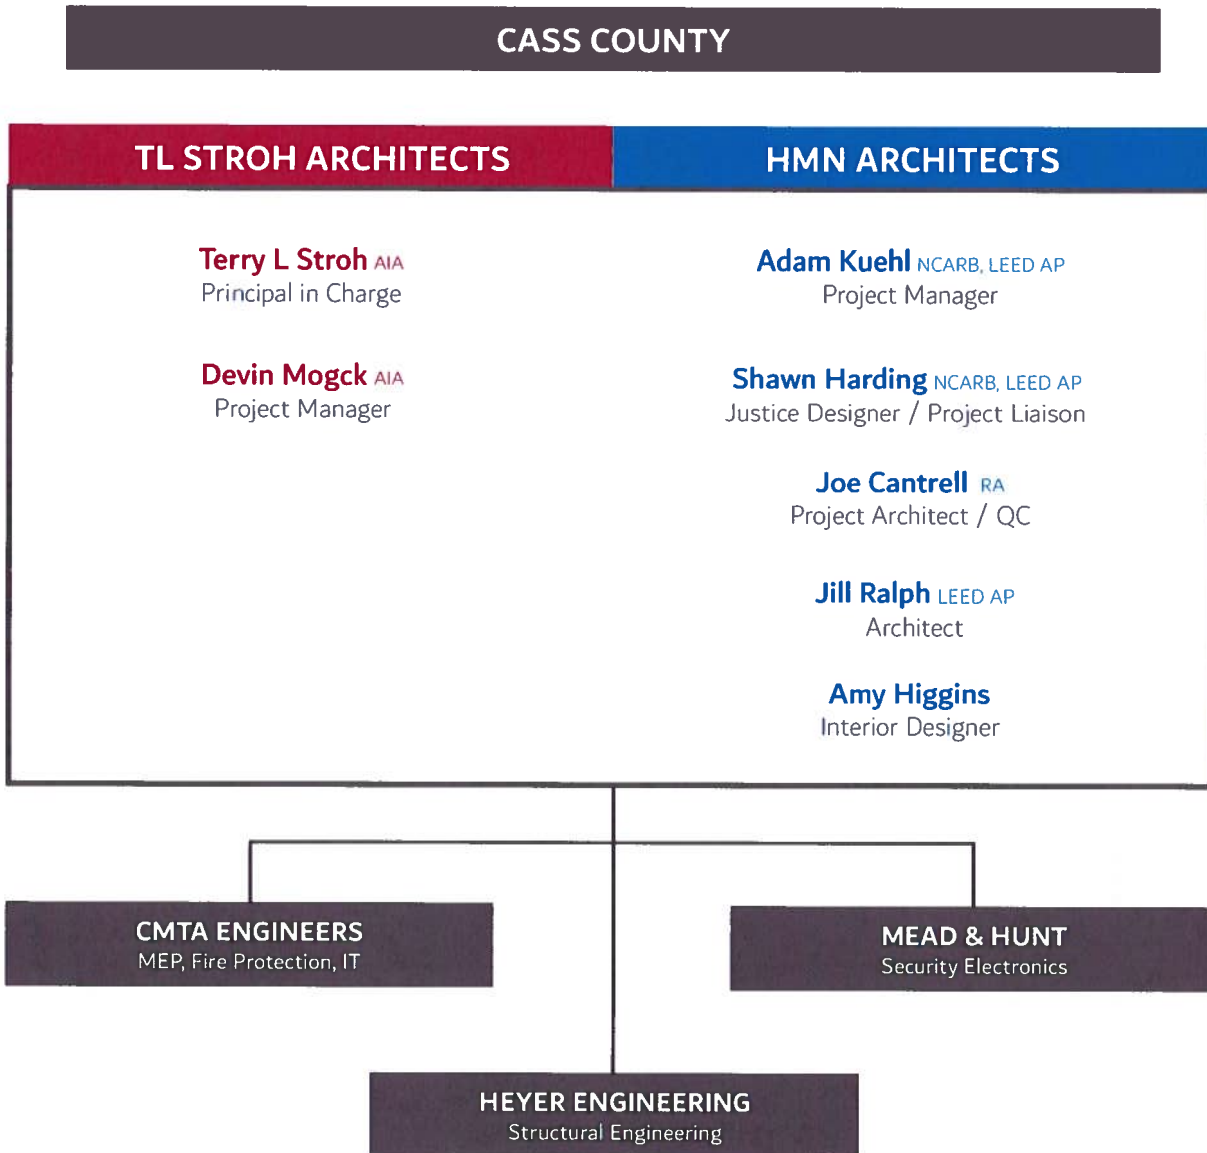 CASS COUNTY
TL STROH ARCHITECTS
HMN ARCHITECTS
Terry L Stroh AIA
Principal in Charge
Devin Mogck AIA
Project Manager
Adam Kuehl NCARB, LEED AP
Project Manager
Shawn Harding NCARB, LEED AP
Justice Designer / Project Liaison
Joe Cantrell RA
Project Architect / QC
Jill Ralph LEED AP
Architect
Amy Higgins
Interior Designer
CMTA ENGINEERS
MEP, Fire Protection, IT
MEAD & HUNT
Security Electronics
HEYER ENGINEERING
Structural Engineering